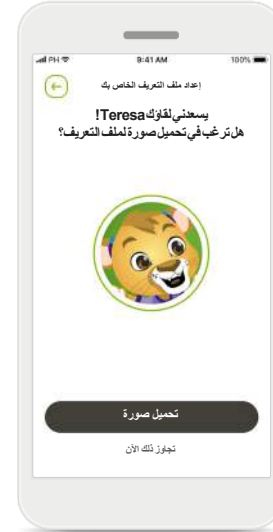 PH 9:41 AM 100%
إعداد ملف التعريف الخاص بك
يسعدني لقاؤك Teresa!
هل ترغب في تحميل صورة لملف التعريف؟
تحميل صورة
تجاوز ذلك الآن